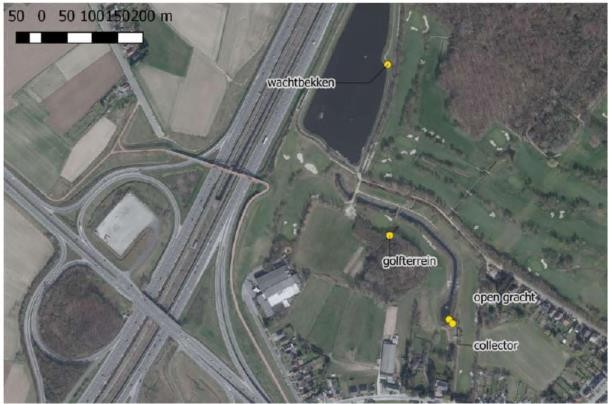 50 0 50 100150200 m
wachtbekken
golfterrein
open gracht
collector